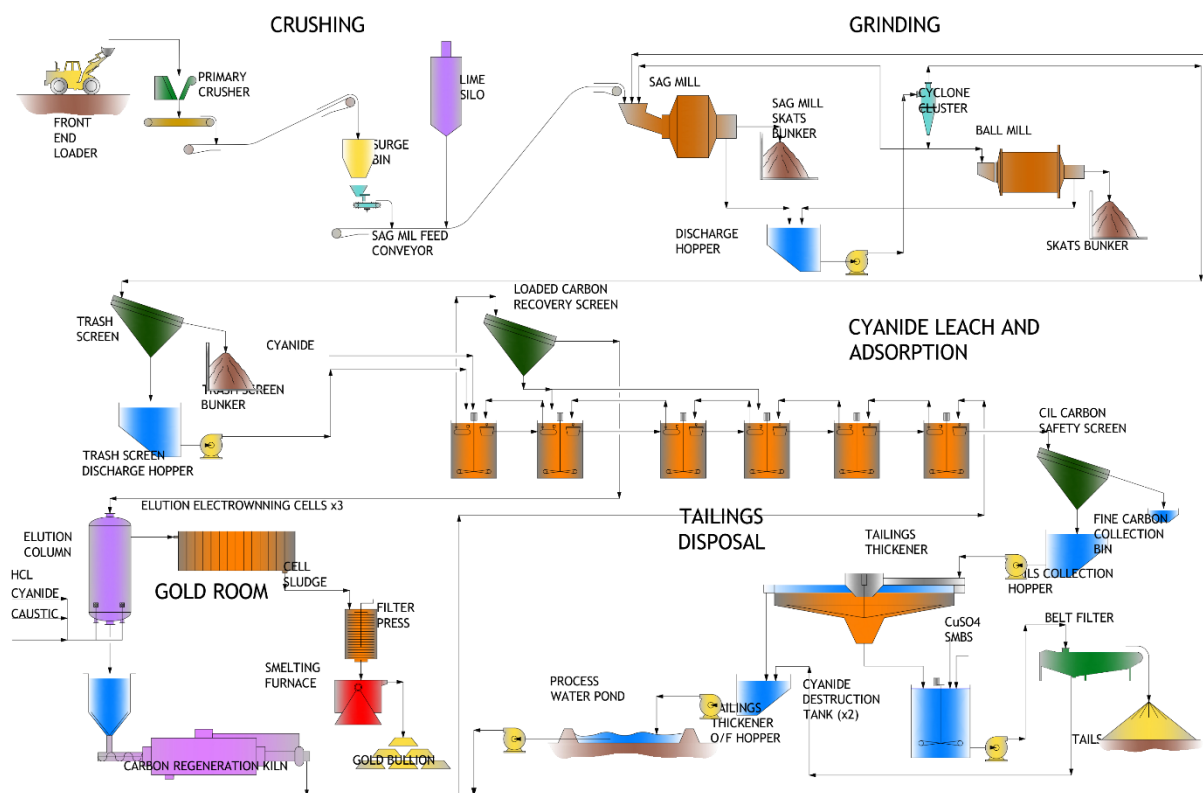 CRUSHING
GRINDING
PRIMARY
CRUSHER
FRONT
END
LOADER
LIME
SILO
SURGE
BIN
SAG MIL FEED
CONVEYOR
SAG MILL
SAG MILL
SKATS
BUNKER
CYCLONE
CLUSTER
BALL MILL
DISCHARGE
HOPPER
SKATS BUNKER
TRASH
SCREEN
CYANIDE
TRASH SCREEN
BUNKER
TRASH SCREEN
DISCHARGE HOPPER
LOADED CARBON
RECOVERY SCREEN
CYANIDE LEACH AND
ADSORPTION
CIL CARBON
SAFETY SCREEN
ELUTION ELECTROWNNING CELLS x3
ELUTION
COLUMN
HCL
CYANIDE
CAUSTIC
GOLD ROOM
CELL
SLUDGE
FILTER
PRESS
SMELTING
FURNACE
GOLD BULLION
CARBON REGENERATION KILN
TAILINGS
DISPOSAL
TAILINGS
THICKENER
FINE CARBON
COLLECTION
BIN
ILS COLLECTION
HOPPER
CuSO4
SMBS
BELT FILTER
PROCESS
WATER POND
AILINGS
THICKENER
O/F HOPPER
CYANIDE
DESTRUCTION
TANK (x2)
TAILS